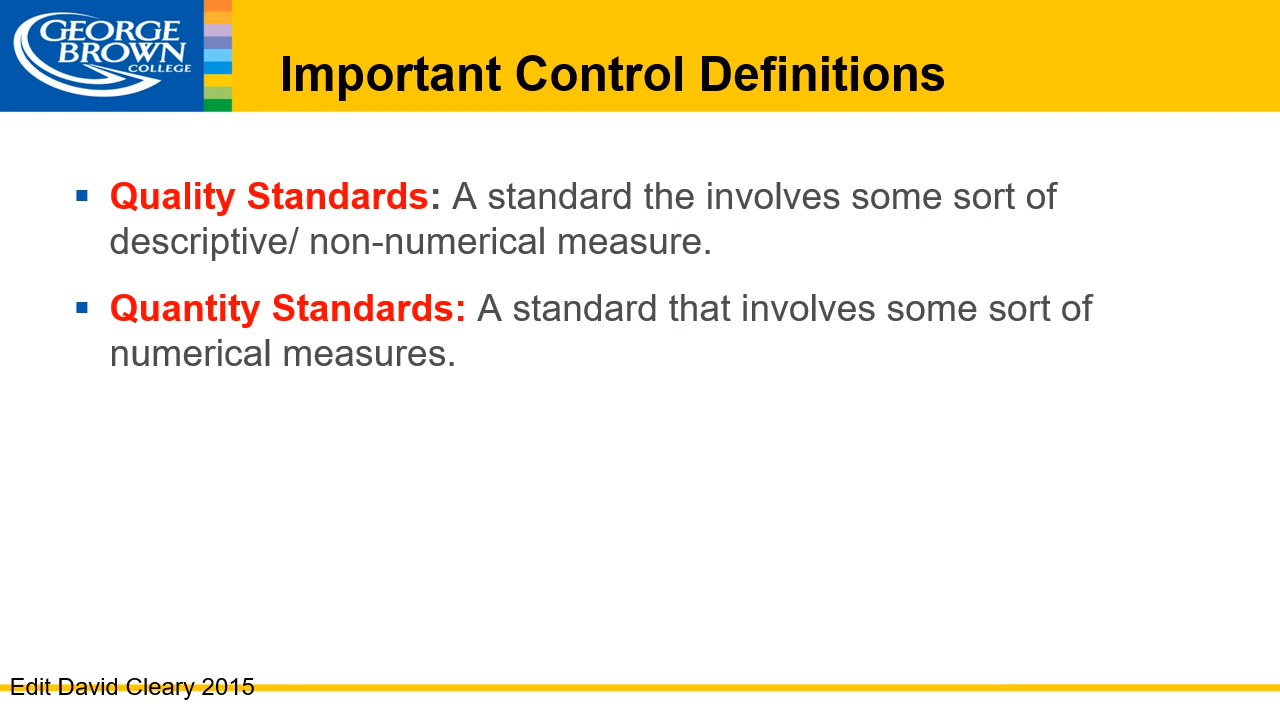 GEORGE
BROWN
COLLEGE
Important Control Definitions
Quality Standards: A standard the involves some sort of
descriptive/ non-numerical measure.
Quantity Standards: A standard that involves some sort of
numerical measures.
Edit David Cleary 2015